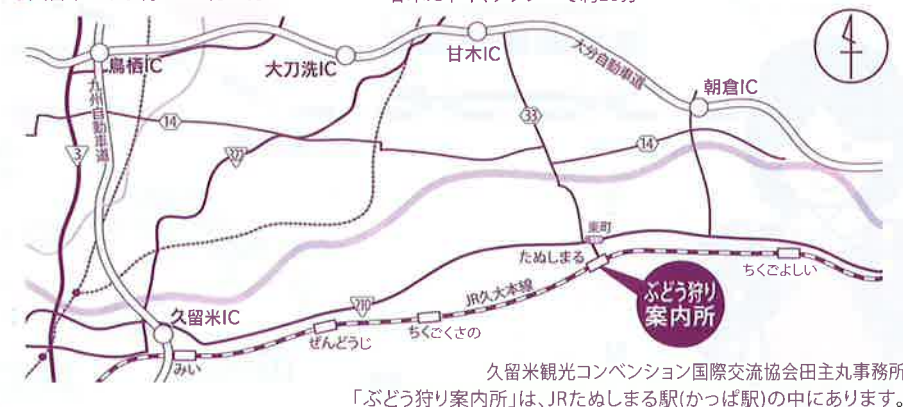 鳥栖IC
大刀洗IC
甘木IC
大分自動車道
朝倉IC
九州自動車道
3
14
322
33
14
東町
たぬしまる
ちくごよしい
ぶどう狩り
案内所
JR久大本線
210
久留米IC
ちくごくさの
ぜんどうじ
みい
久留米観光コンベンション国際交流協会田主丸事務所
「ぶどう狩り案内所」は、JRたぬしまる駅(かっぱ駅)の中にあります。